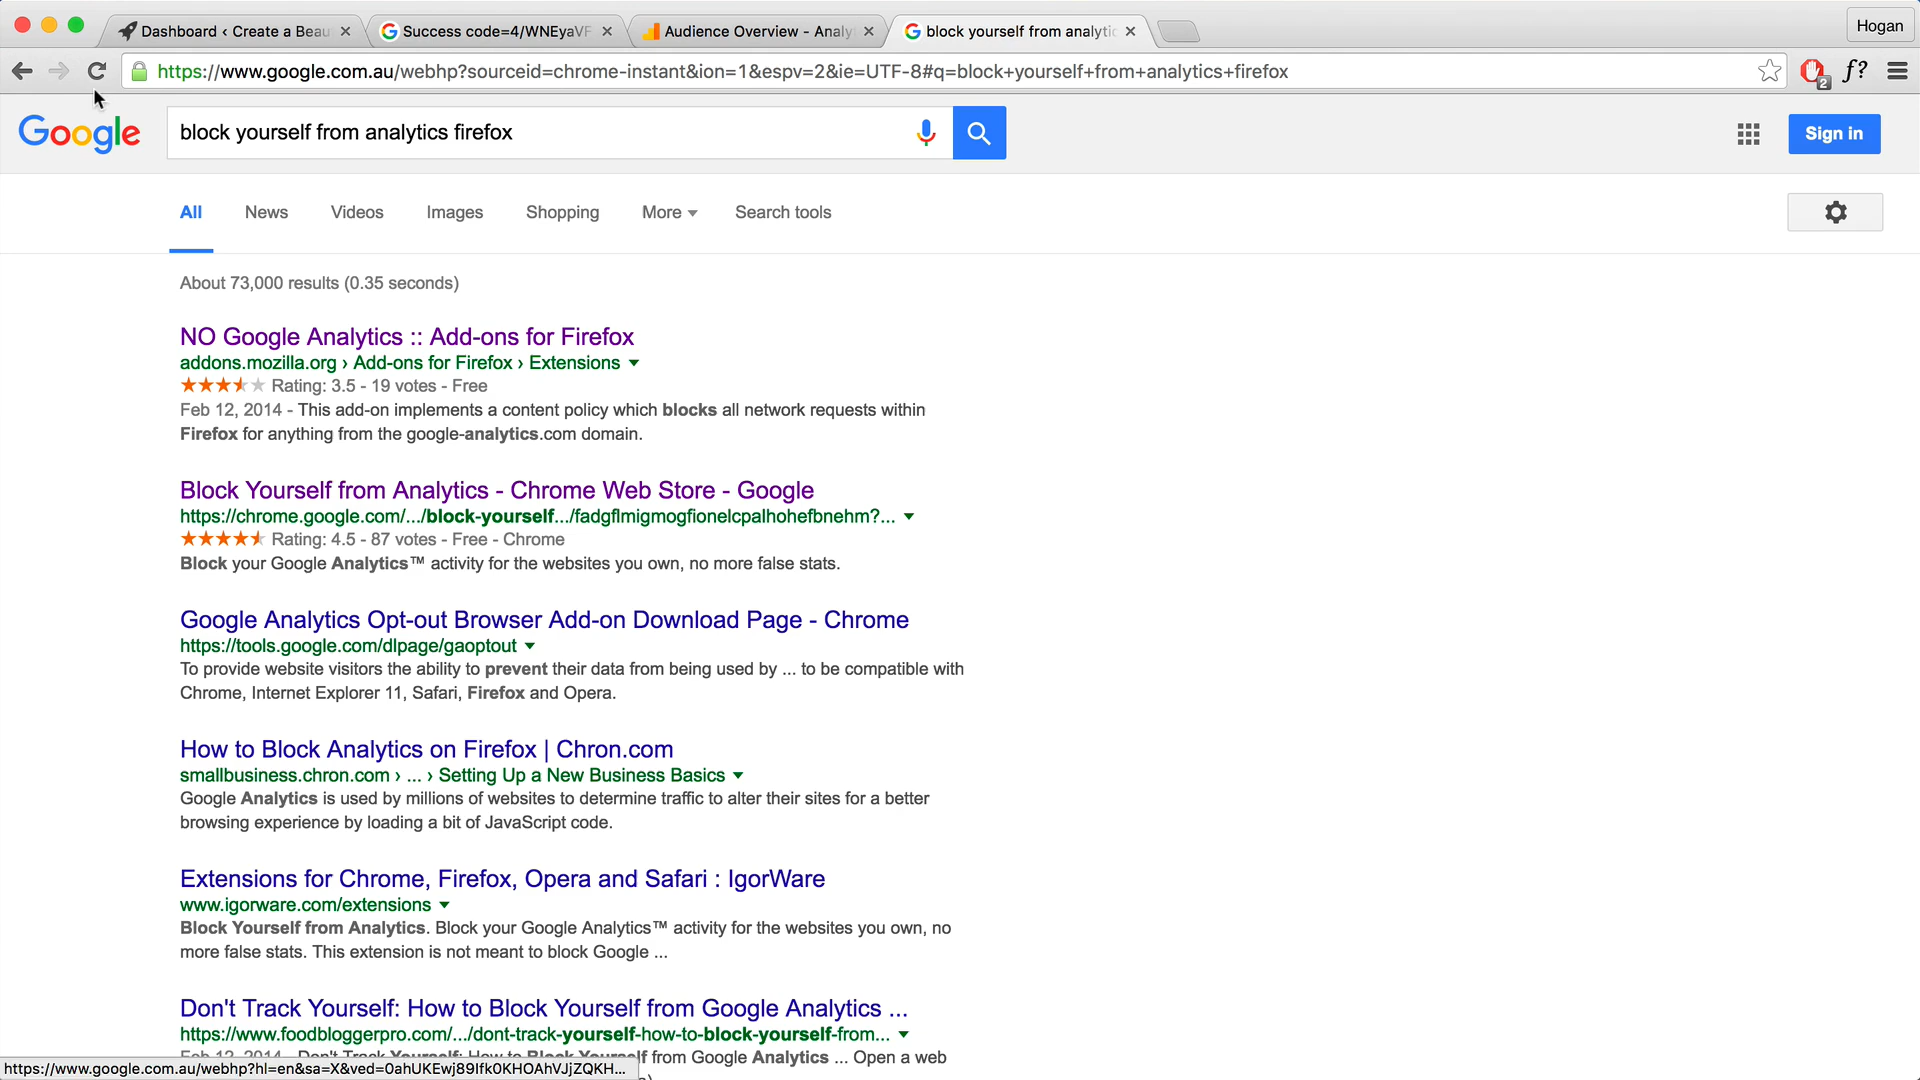 Dashboard ‹ Create a Beau
Success code=4/WNEyaVF
Audience Overview - Analy
block yourself from analytic
Hogan
https://www.google.com.au/webhp?sourceid=chrome-instant&ion=1&espv=2&ie=UTF-8#q=block+yourself+from+analytics+firefox
2
f?
Google
block yourself from analytics firefox
Sign in
All
News
Videos
Images
Shopping
More
Search tools
About 73,000 results (0.35 seconds)
NO Google Analytics :: Add-ons for Firefox
addons.mozilla.org › Add-ons for Firefox › Extensions
Rating: 3.5 - 19 votes - Free
Feb 12, 2014 - This add-on implements a content policy which blocks all network requests within
Firefox for anything from the google-analytics.com domain.
Block Yourself from Analytics - Chrome Web Store - Google
https://chrome.google.com/.../block-yourself.../fadgflmigmogfionelcpalhohefbnehm?...
Rating: 4.5 - 87 votes - Free - Chrome
Block your Google Analytics™ activity for the websites you own, no more false stats.
Google Analytics Opt-out Browser Add-on Download Page - Chrome
https://tools.google.com/dlpage/gaoptout
To provide website visitors the ability to prevent their data from being used by ... to be compatible with
Chrome, Internet Explorer 11, Safari, Firefox and Opera.
How to Block Analytics on Firefox | Chron.com
smallbusiness.chron.com › ... › Setting Up a New Business Basics
Google Analytics is used by millions of websites to determine traffic to alter their sites for a better
browsing experience by loading a bit of JavaScript code.
Extensions for Chrome, Firefox, Opera and Safari : IgorWare
www.igorware.com/extensions
Block Yourself from Analytics. Block your Google Analytics™ activity for the websites you own, no
more false stats. This extension is not meant to block Google ...
Don't Track Yourself: How to Block Yourself from Google Analytics ...
https://www.foodbloggerpro.com/.../dont-track-yourself-how-to-block-yourself-from...
Feb 12, 2014 - Don't Track Yourself: How to Block Yourself from Google Analytics ... Open a web
https://www.google.com.au/webhp?hl=en&sa=X&ved=0ahUKEwj89Ifk0KHOAhVJjZQKH...